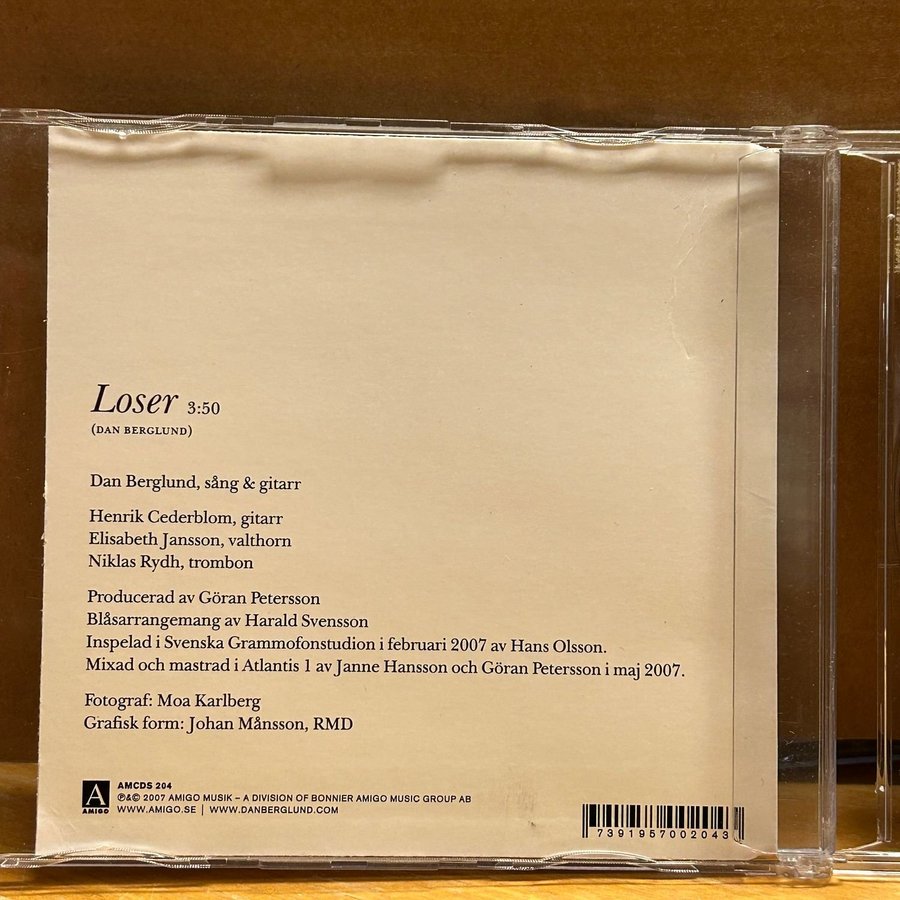 Loser 3:50
(DAN BERGLUND)
Dan Berglund, sång & gitarr
Henrik Cederblom, gitarr
Elisabeth Jansson, valthorn
Niklas Rydh, trombon
Producerad av Göran Petersson
Blåsarrangemang av Harald Svensson
Inspelad i Svenska Grammofonstudion i februari 2007 av Hans Olsson.
Mixad och mastrad i Atlantis 1 av Janne Hansson och Göran Petersson i maj 2007.
Fotograf: Moa Karlberg
Grafisk form: Johan Månsson, RMD
A
AMIGO
AMCDS 204
℗&© 2007 AMIGO MUSIK – A DIVISION OF BONNIER AMIGO MUSIC GROUP AB
WWW.AMIGO.SE | WWW.DANBERGLUND.COM
7391957002043